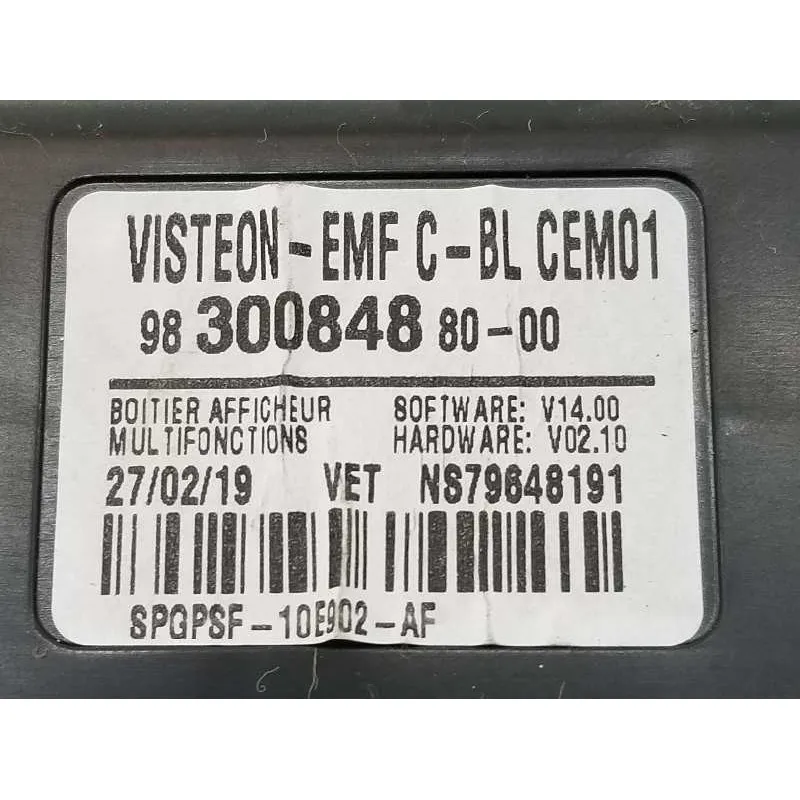 VISTEON-EMF C-BL CEM01
98 300848 80-00
BOITIER AFFICHEUR SOFTWARE: V14.00
MULTIFONCTIONS HARDWARE: V02.10
27/02/19 VET NS79648191
SPGPSF-10E902-AF